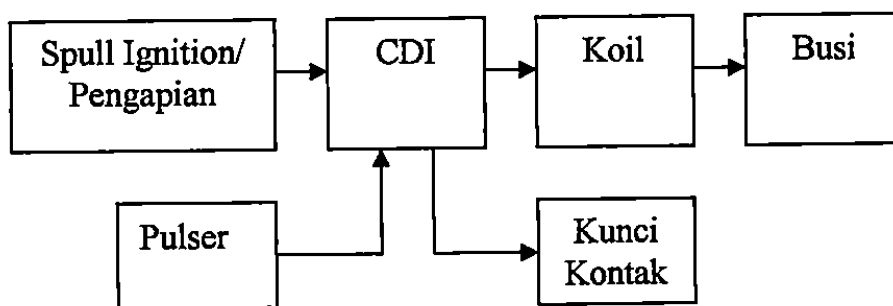 Spull Ignition/
Pengapian
CDI
Koil
Busi
Pulser
Kunci
Kontak